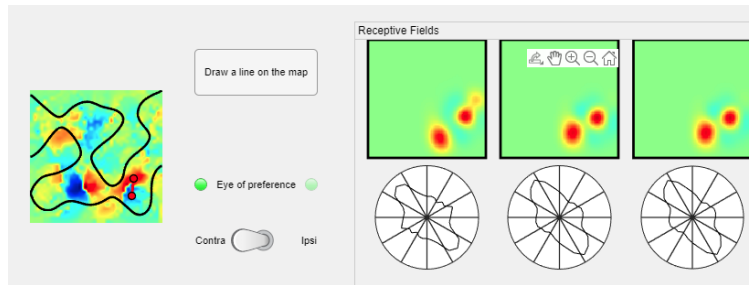 Receptive Fields
Draw a line on the map
Eye of preference
Contra
Ipsi